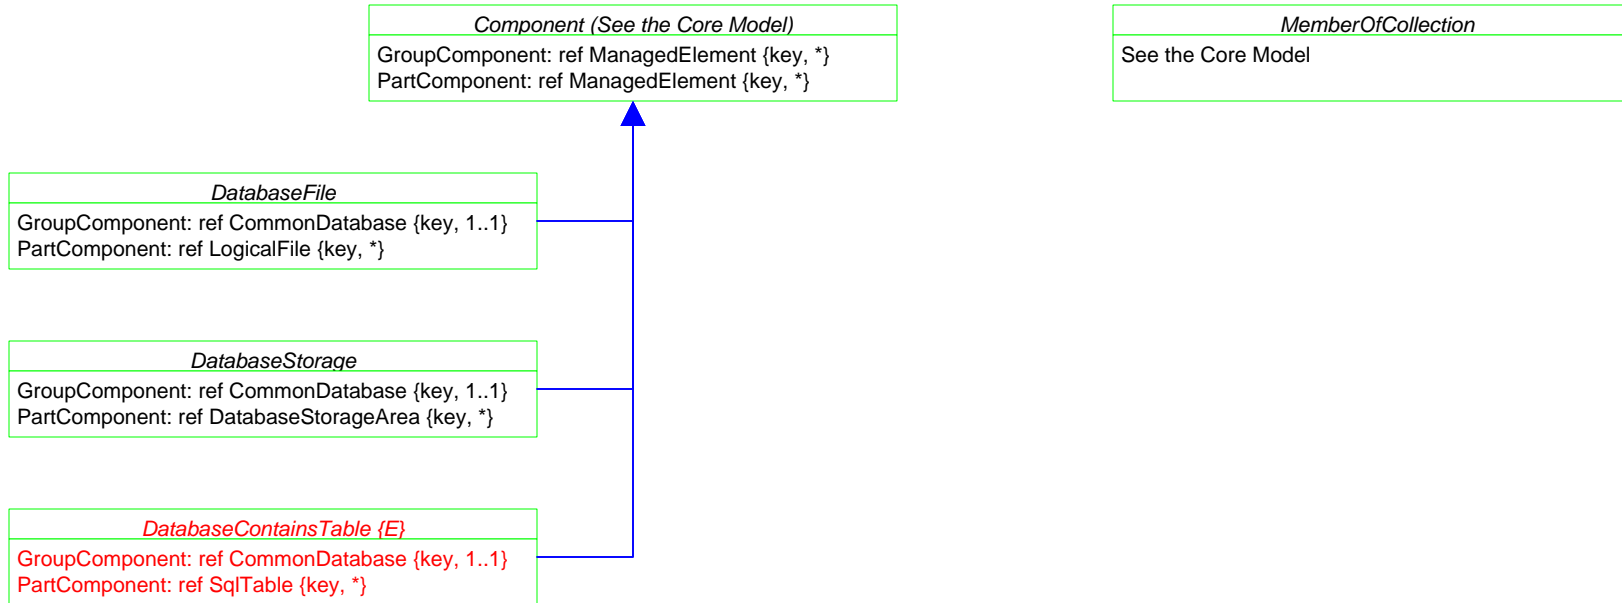 Component (See the Core Model)
GroupComponent: ref ManagedElement {key, *}
PartComponent: ref ManagedElement {key, *}
MemberOfCollection
See the Core Model
DatabaseFile
GroupComponent: ref CommonDatabase {key, 1..1}
PartComponent: ref LogicalFile {key, *}
DatabaseStorage
GroupComponent: ref CommonDatabase {key, 1..1}
PartComponent: ref DatabaseStorageArea {key, *}
DatabaseContainsTable {E}
GroupComponent: ref CommonDatabase {key, 1..1}
PartComponent: ref SqlTable {key, *}